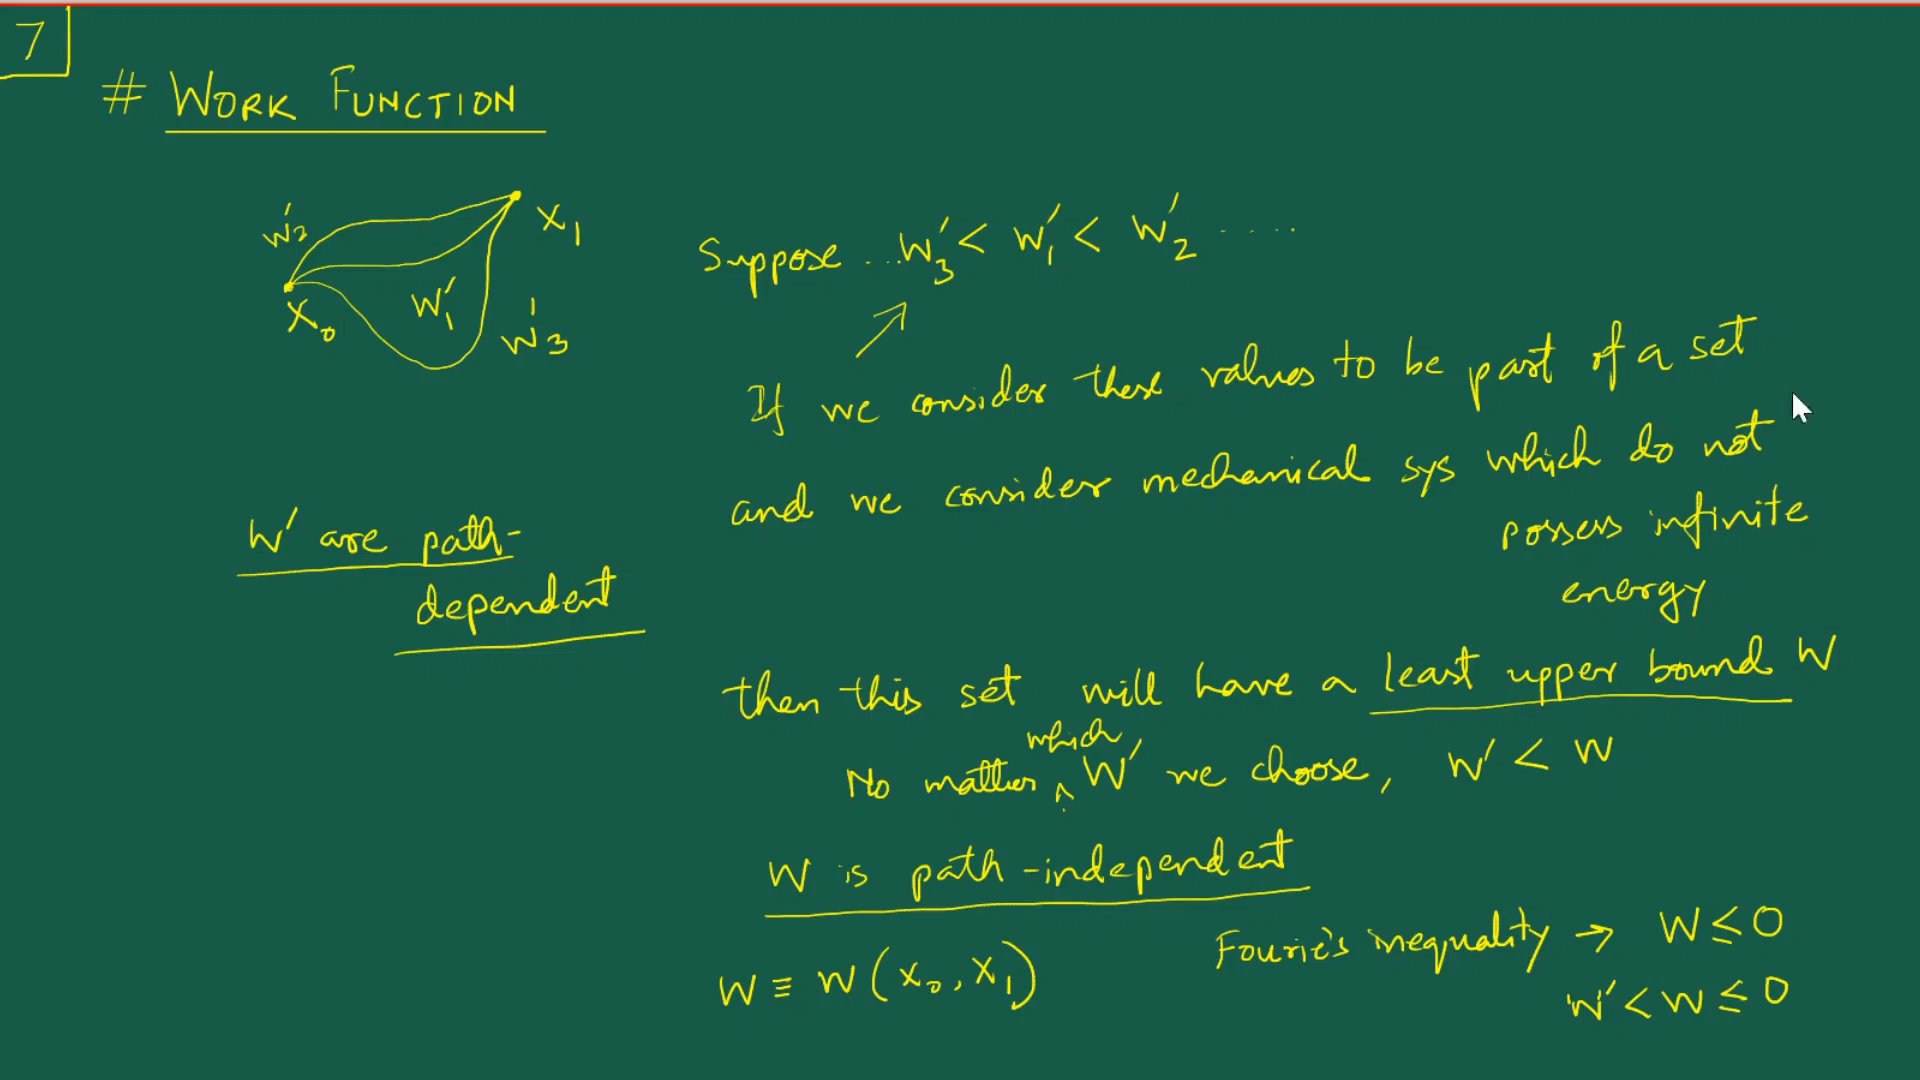 7
# WORK FUNCTION
W'2
X1
X0
W'1
W'3
Suppose ... W'3 < W'1 < W'2 .....
If we consider these values to be part of a set
and we consider mechanical sys which do not
possess infinite
energy
W' are path-
dependent
then this set will have a least upper bound W
No matter which W' we choose, W' < W
W is path-independent
W ≡ W (X0, X1)
Fourie's inequality → W ≤ 0
W' < W ≤ 0